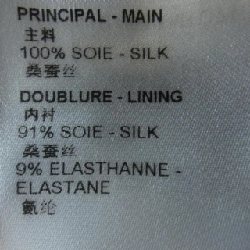 PRINCIPAL - MAIN
主料
100% SOIE - SILK
桑蚕丝
DOUBLURE - LINING
内衬
91% SOIE - SILK
桑蚕丝
9% ELASTHANNE -
ELASTANE
氨纶